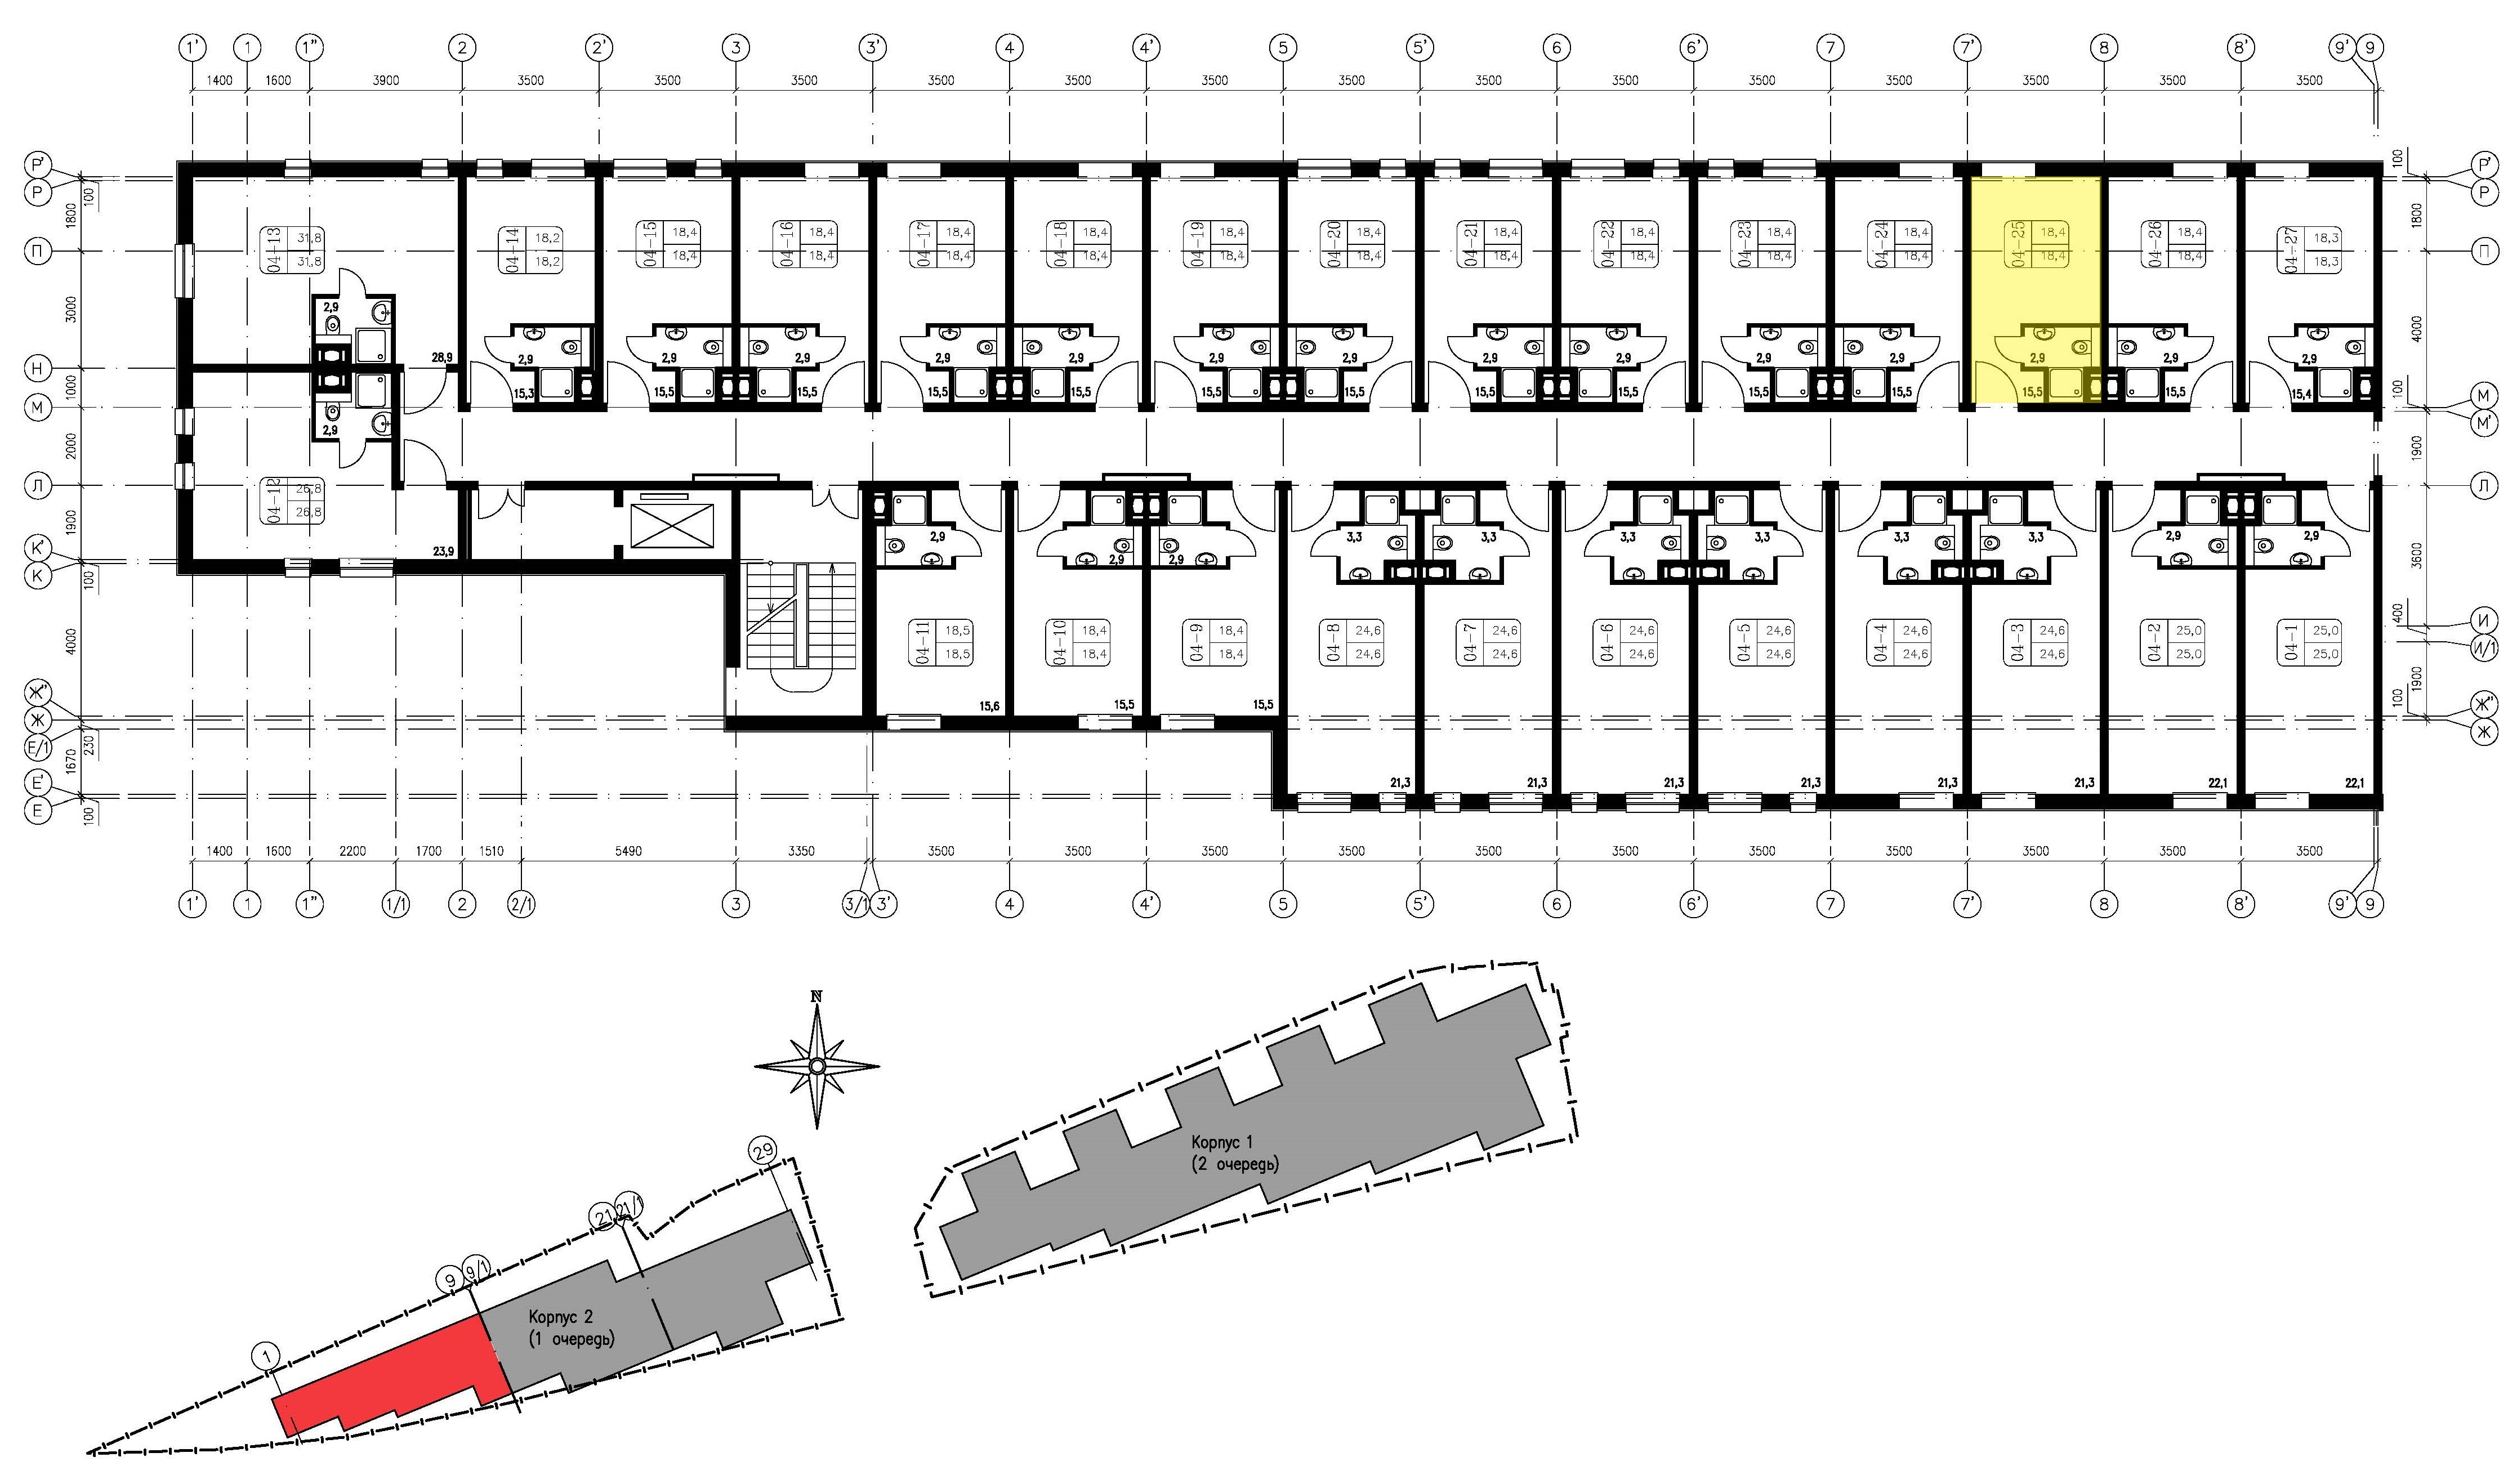 1' 1 1" 2 2' 3 3' 4 4' 5 5' 6 6' 7 7' 8 8' 9' 9
1400 1600 3900 3500 3500 3500 3500 3500 3500 3500 3500 3500 3500 3500 3500 3500 3500
Р' Р'
Р Р
100 100
1800 1800
04-13 31,8 31,8
04-14 18,2 18,2
04-15 18,4 18,4
04-16 18,4 18,4
04-17 18,4 18,4
04-18 18,4 18,4
04-19 18,4 18,4
04-20 18,4 18,4
04-21 18,4 18,4
04-22 18,4 18,4
04-23 18,4 18,4
04-24 18,4 18,4
04-25 18,4 18,4
04-26 18,4 18,4
04-27 18,3 18,3
П П
3000 4000
2,9 2,9 2,9 2,9 2,9 2,9 2,9 2,9 2,9 2,9 2,9 2,9 2,9 2,9 2,9
28,9 15,3 15,5 15,5 15,5 15,5 15,5 15,5 15,5 15,5 15,5 15,5 15,5 15,5 15,4
Н
1000 100
М М
М'
2,9
2000 1900
Л Л
04-12 26,8 26,8
1900 3600
23,9
2,9 2,9 2,9 3,3 3,3 3,3 3,3 3,3 3,3 2,9 2,9
К'
К
100
4000 400
И
И/1
04-11 18,5 18,5
04-10 18,4 18,4
04-9 18,4 18,4
04-8 24,6 24,6
04-7 24,6 24,6
04-6 24,6 24,6
04-5 24,6 24,6
04-4 24,6 24,6
04-3 24,6 24,6
04-2 25,0 25,0
04-1 25,0 25,0
1900
100
15,6 15,5 15,5
Ж" Ж"
Ж Ж
Е/1
230
1670
21,3 21,3 21,3 21,3 21,3 21,3 22,1 22,1
Е'
Е
100
1400 1600 2200 1700 1510 5490 3350 3500 3500 3500 3500 3500 3500 3500 3500 3500 3500 3500
1' 1 1" 1/1 2 2/1 3 3/1 3' 4 4' 5 5' 6 6' 7 7' 8 8' 9' 9
N
Корпус 1
(2 очередь)
29
21 21/1
9 9/1
Корпус 2
(1 очередь)
1